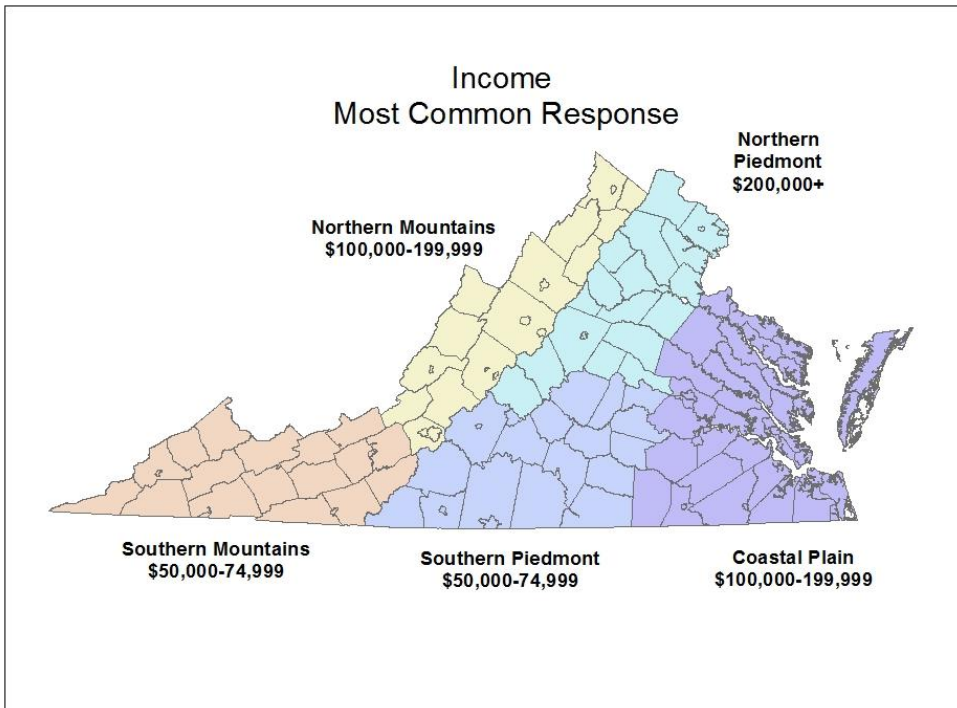 Income
Most Common Response
Northern
Piedmont
$200,000+
Northern Mountains
$100,000-199,999
Southern Mountains
$50,000-74,999
Southern Piedmont
$50,000-74,999
Coastal Plain
$100,000-199,999